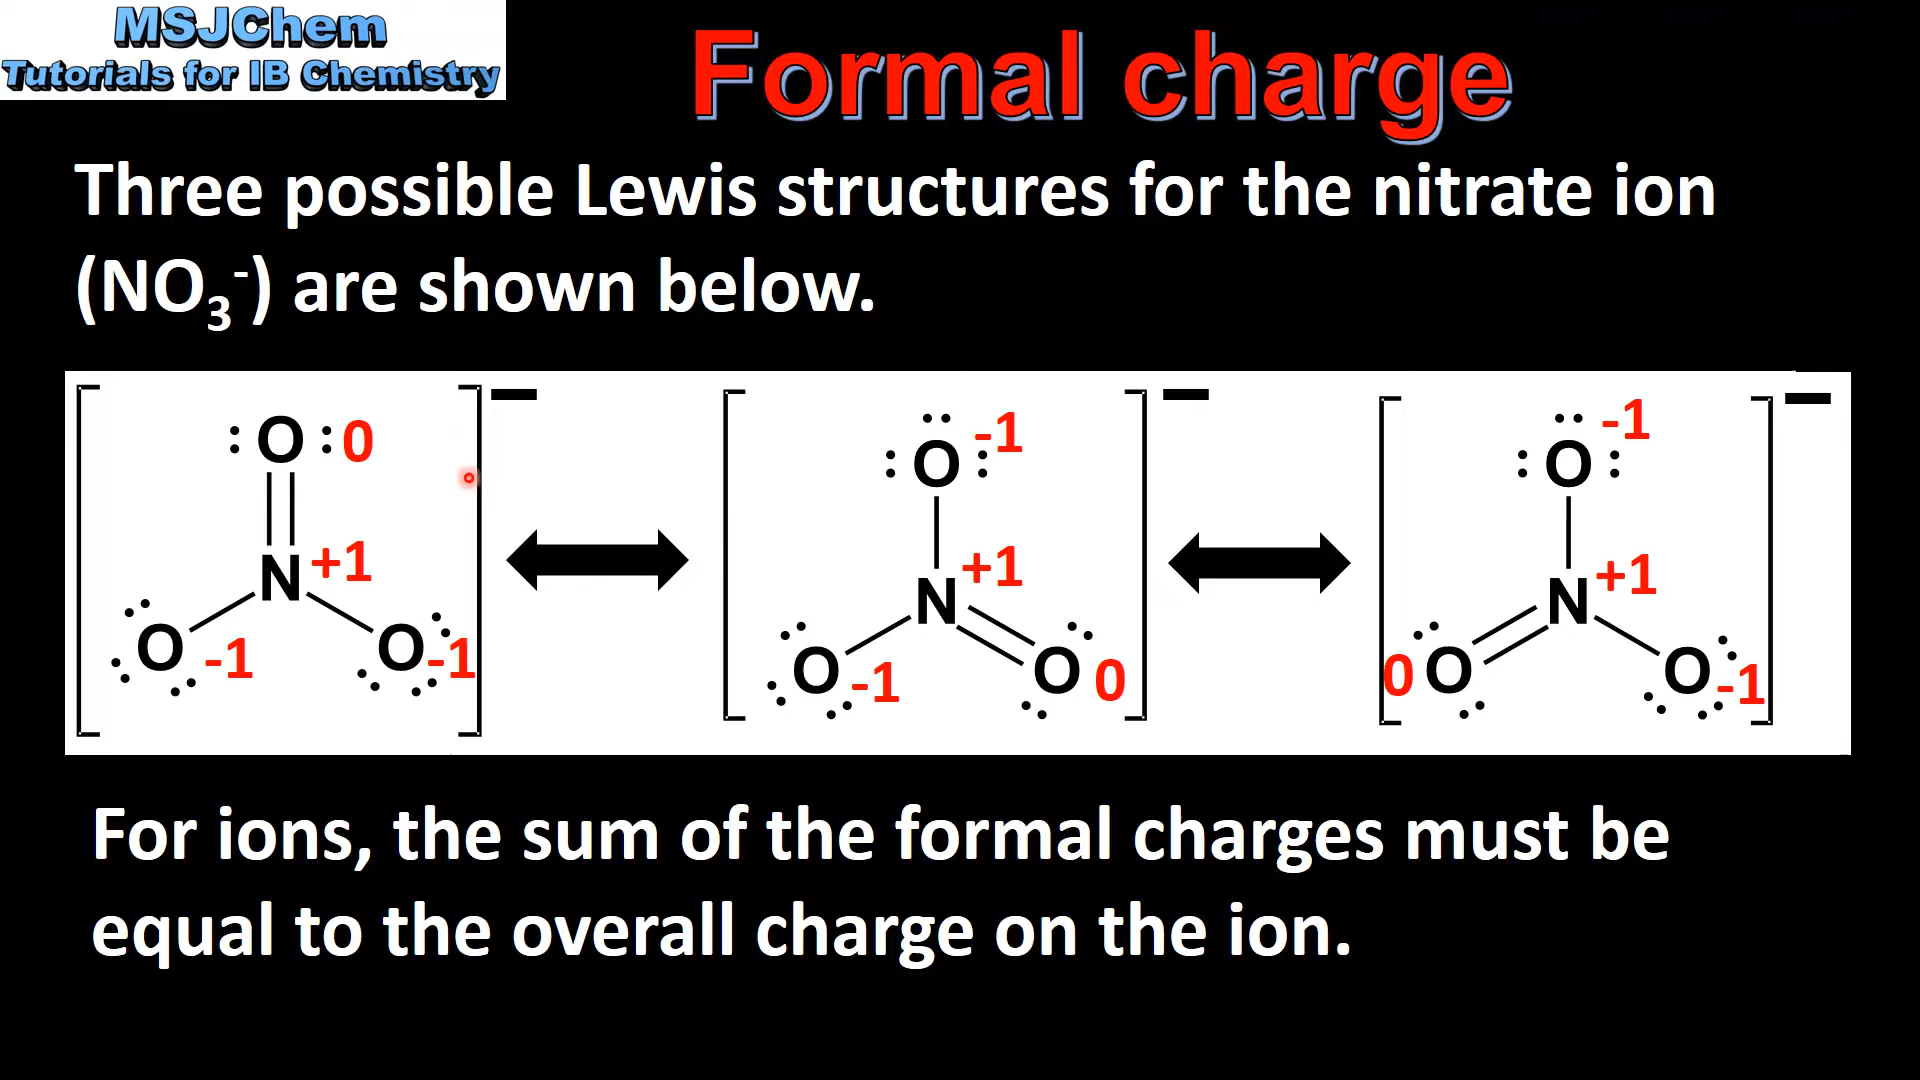 MSJChem
Tutorials for IB Chemistry
Formal charge
Three possible Lewis structures for the nitrate ion
(NO₃⁻) are shown below.
O 0
N +1
O -1 O -1
O -1
N +1
O -1 O 0
O -1
N +1
0 O O -1
For ions, the sum of the formal charges must be
equal to the overall charge on the ion.